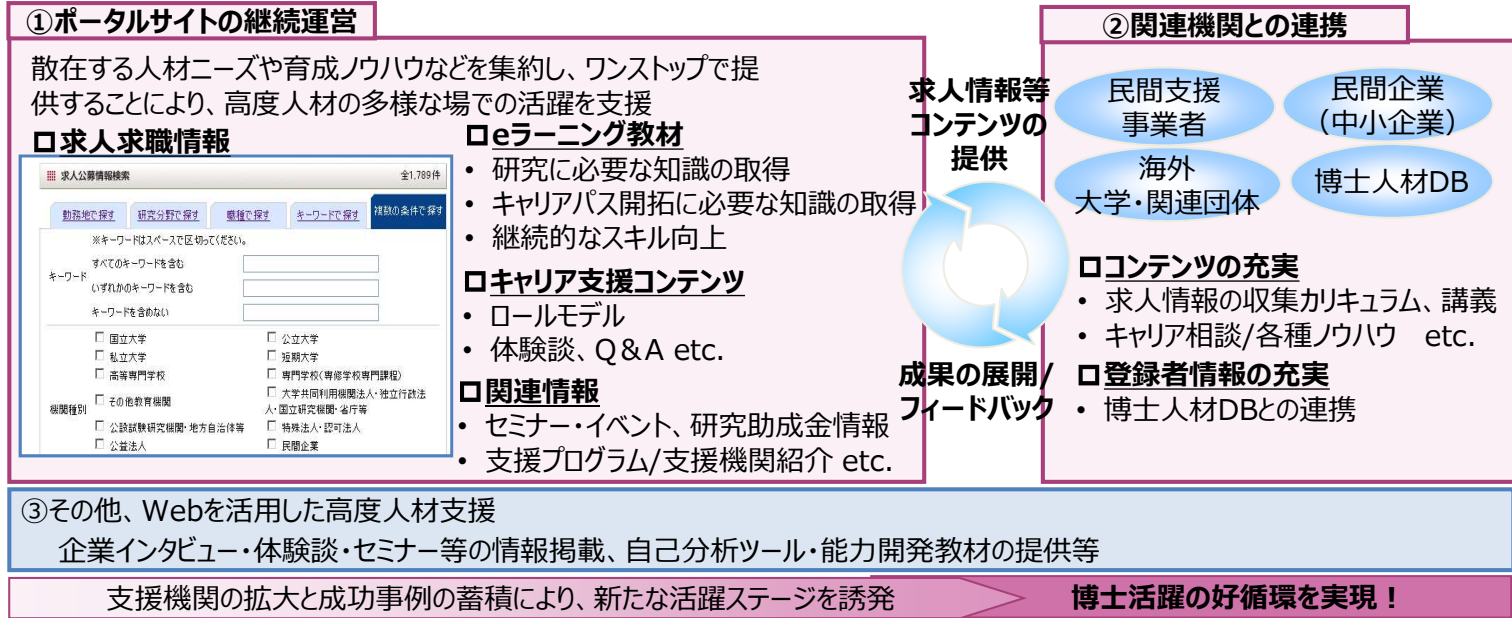 ①ポータルサイトの継続運営
散在する人材ニーズや育成ノウハウなどを集約し、ワンストップで提
供することにより、高度人材の多様な場での活躍を支援
ロ求人求職情報
求人公募情報検索 全1,789件
勤務地で探す 研究分野で探す 職種で探す キーワードで探す 複数の条件で探す
※キーワードはスペースで区切ってください。
キーワード
すべてのキーワードを含む
いずれかのキーワードを含む
キーワードを含めない
機関種別
国立大学 公立大学
私立大学 短期大学
高等専門学校 専門学校(専修学校専門課程)
その他教育機関 大学共同利用機関法人・独立行政法
人・国立研究機関・省庁等
公設試験研究機関・地方自治体等 特殊法人・認可法人
公益法人 民間企業
ロeラーニング教材
• 研究に必要な知識の取得
• キャリアパス開拓に必要な知識の取得
• 継続的なスキル向上
ロキャリア支援コンテンツ
• ロールモデル
• 体験談、Q&A etc.
ロ関連情報
• セミナー・イベント、研究助成金情報
• 支援プログラム/支援機関紹介 etc.
求人情報等
コンテンツの
提供
成果の展開/
フィードバック
②関連機関との連携
民間支援
事業者
民間企業
（中小企業）
海外
大学・関連団体
博士人材DB
ロコンテンツの充実
• 求人情報の収集カリキュラム、講義
• キャリア相談/各種ノウハウ etc.
ロ登録者情報の充実
• 博士人材DBとの連携
③その他、Webを活用した高度人材支援
企業インタビュー・体験談・セミナー等の情報掲載、自己分析ツール・能力開発教材の提供等
支援機関の拡大と成功事例の蓄積により、新たな活躍ステージを誘発
博士活躍の好循環を実現！